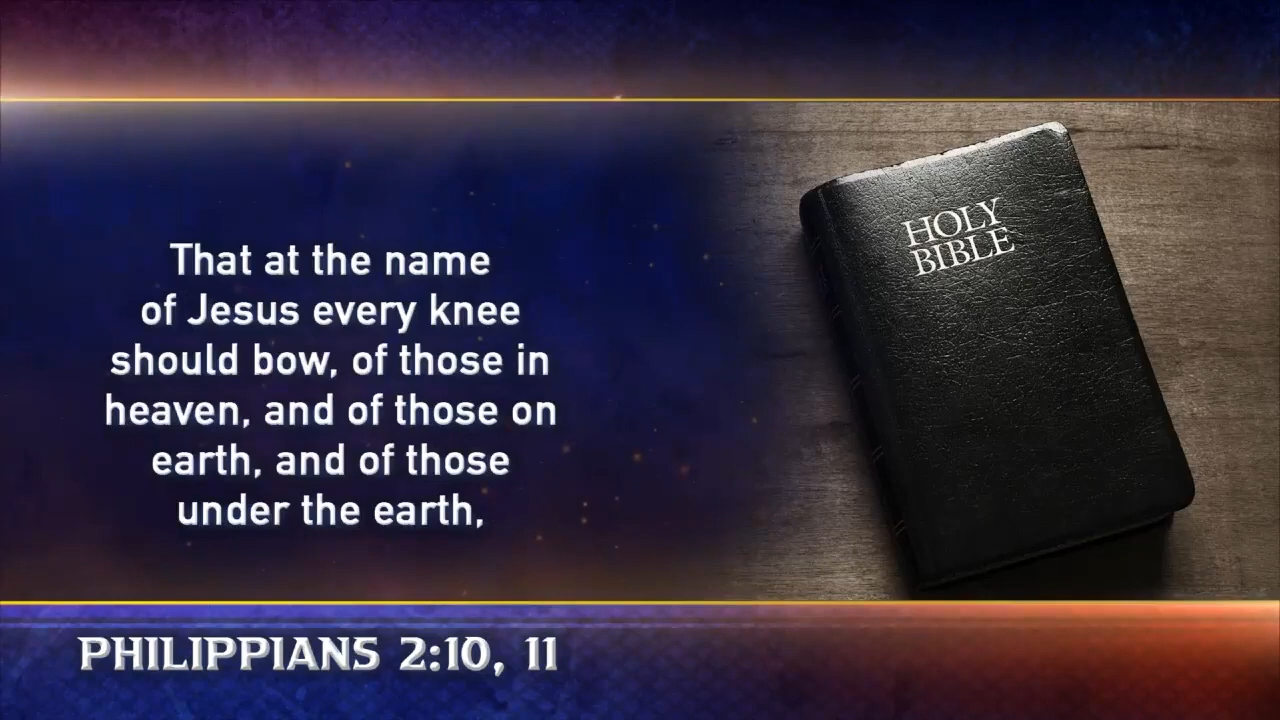 That at the name
of Jesus every knee
should bow, of those in
heaven, and of those on
earth, and of those
under the earth,
HOLY
BIBLE
PHILIPPIANS 2:10, 11